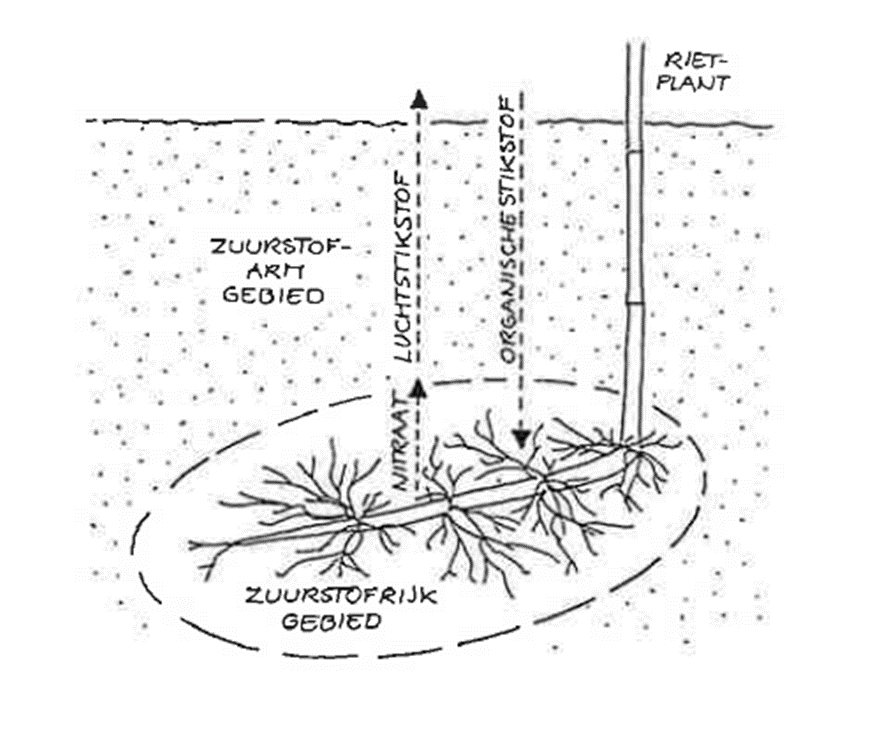 RIET-
PLANT
ZUURSTOF-
ARM
GEBIED
LUCHTSTIKSTOF
ORGANISCHE STIKSTOF
NITRAAT
ZUURSTOFRIJK
GEBIED